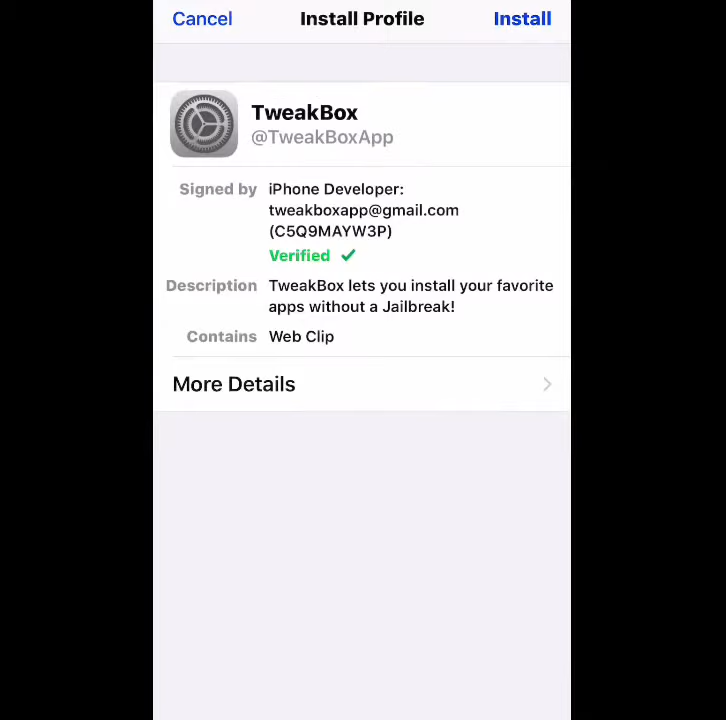 Cancel Install Profile Install
TweakBox
@TweakBoxApp
Signed by iPhone Developer:
tweakboxapp@gmail.com
(C5Q9MAYW3P)
Verified ✓
Description TweakBox lets you install your favorite
apps without a Jailbreak!
Contains Web Clip
More Details